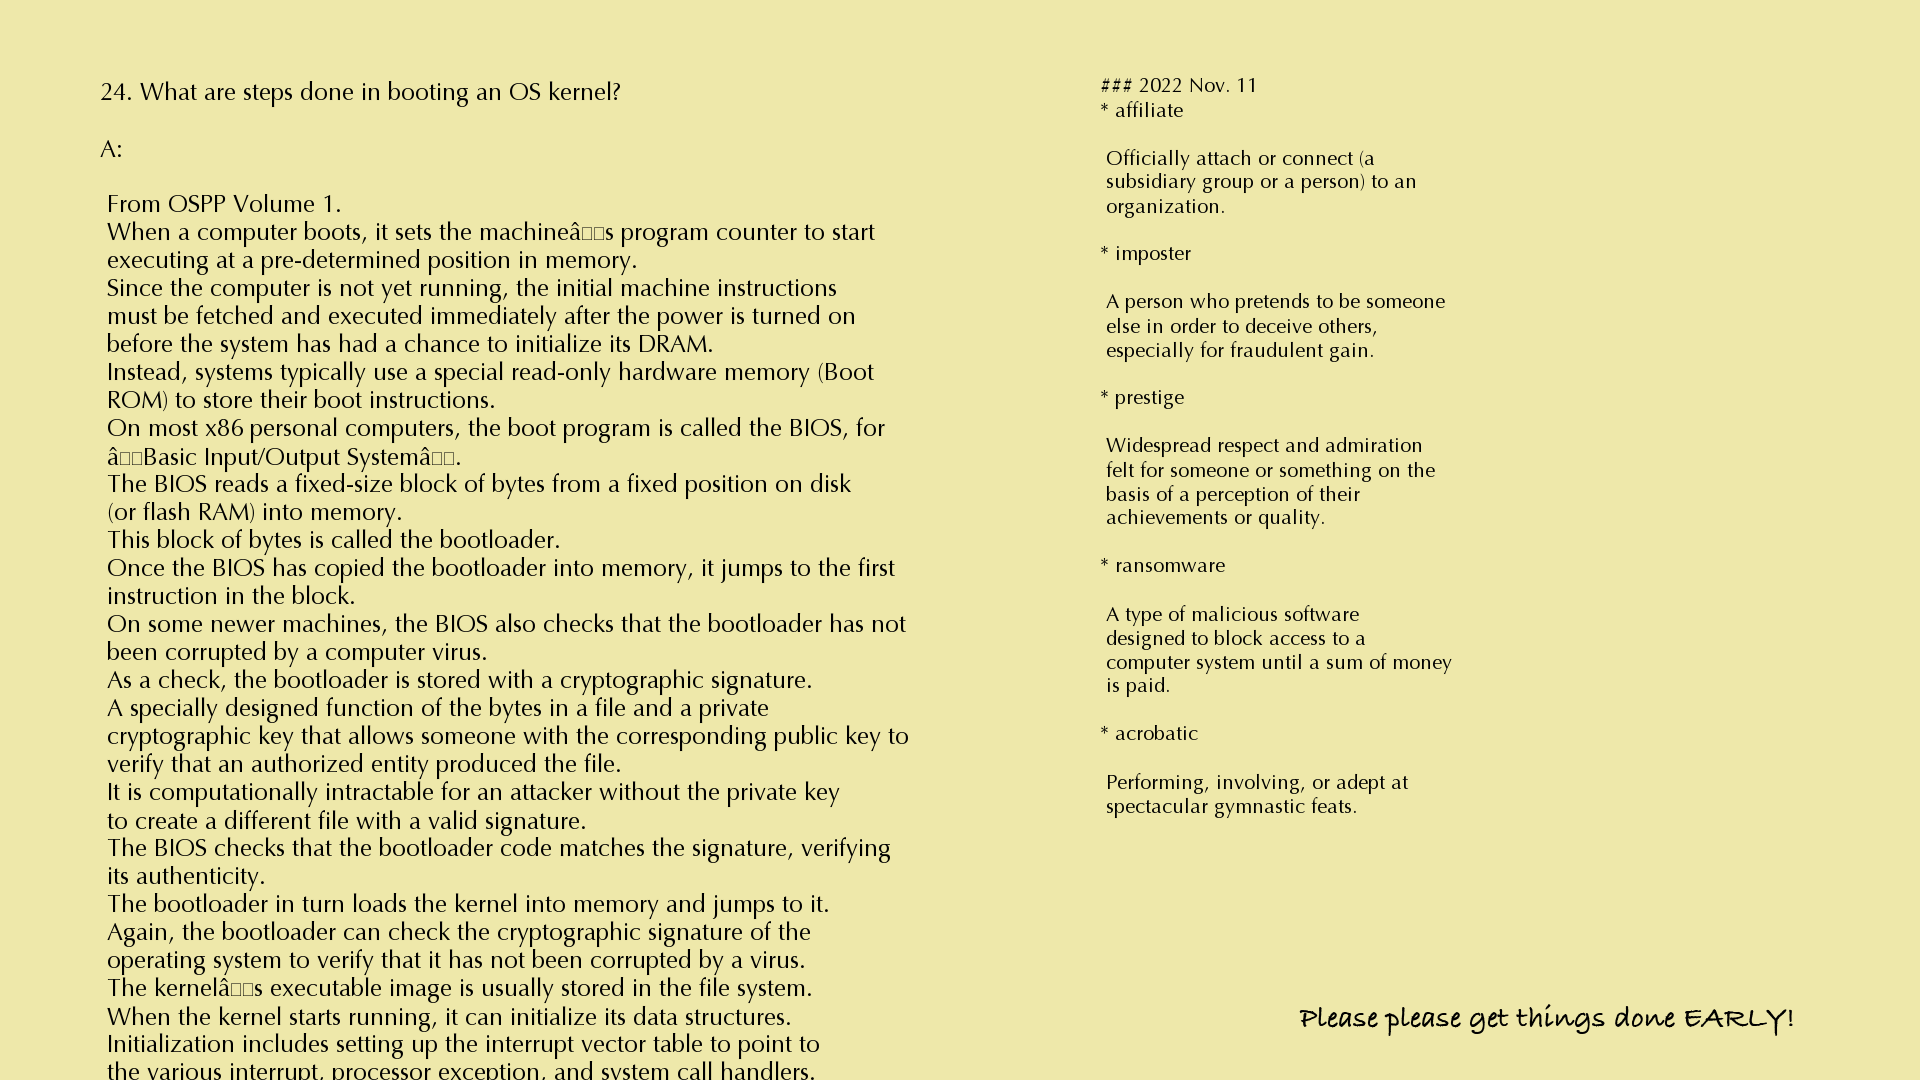 24. What are steps done in booting an OS kernel?
A:
From OSPP Volume 1.
When a computer boots, it sets the machineâ□□s program counter to start
executing at a pre-determined position in memory.
Since the computer is not yet running, the initial machine instructions
must be fetched and executed immediately after the power is turned on
before the system has had a chance to initialize its DRAM.
Instead, systems typically use a special read-only hardware memory (Boot
ROM) to store their boot instructions.
On most x86 personal computers, the boot program is called the BIOS, for
â□□Basic Input/Output Systemâ□□.
The BIOS reads a fixed-size block of bytes from a fixed position on disk
(or flash RAM) into memory.
This block of bytes is called the bootloader.
Once the BIOS has copied the bootloader into memory, it jumps to the first
instruction in the block.
On some newer machines, the BIOS also checks that the bootloader has not
been corrupted by a computer virus.
As a check, the bootloader is stored with a cryptographic signature.
A specially designed function of the bytes in a file and a private
cryptographic key that allows someone with the corresponding public key to
verify that an authorized entity produced the file.
It is computationally intractable for an attacker without the private key
to create a different file with a valid signature.
The BIOS checks that the bootloader code matches the signature, verifying
its authenticity.
The bootloader in turn loads the kernel into memory and jumps to it.
Again, the bootloader can check the cryptographic signature of the
operating system to verify that it has not been corrupted by a virus.
The kernelâ□□s executable image is usually stored in the file system.
When the kernel starts running, it can initialize its data structures.
Initialization includes setting up the interrupt vector table to point to
the various interrupt, processor exception, and system call handlers.
### 2022 Nov. 11
* affiliate
Officially attach or connect (a
subsidiary group or a person) to an
organization.
* imposter
A person who pretends to be someone
else in order to deceive others,
especially for fraudulent gain.
* prestige
Widespread respect and admiration
felt for someone or something on the
basis of a perception of their
achievements or quality.
* ransomware
A type of malicious software
designed to block access to a
computer system until a sum of money
is paid.
* acrobatic
Performing, involving, or adept at
spectacular gymnastic feats.
Please please get things done EARLY!